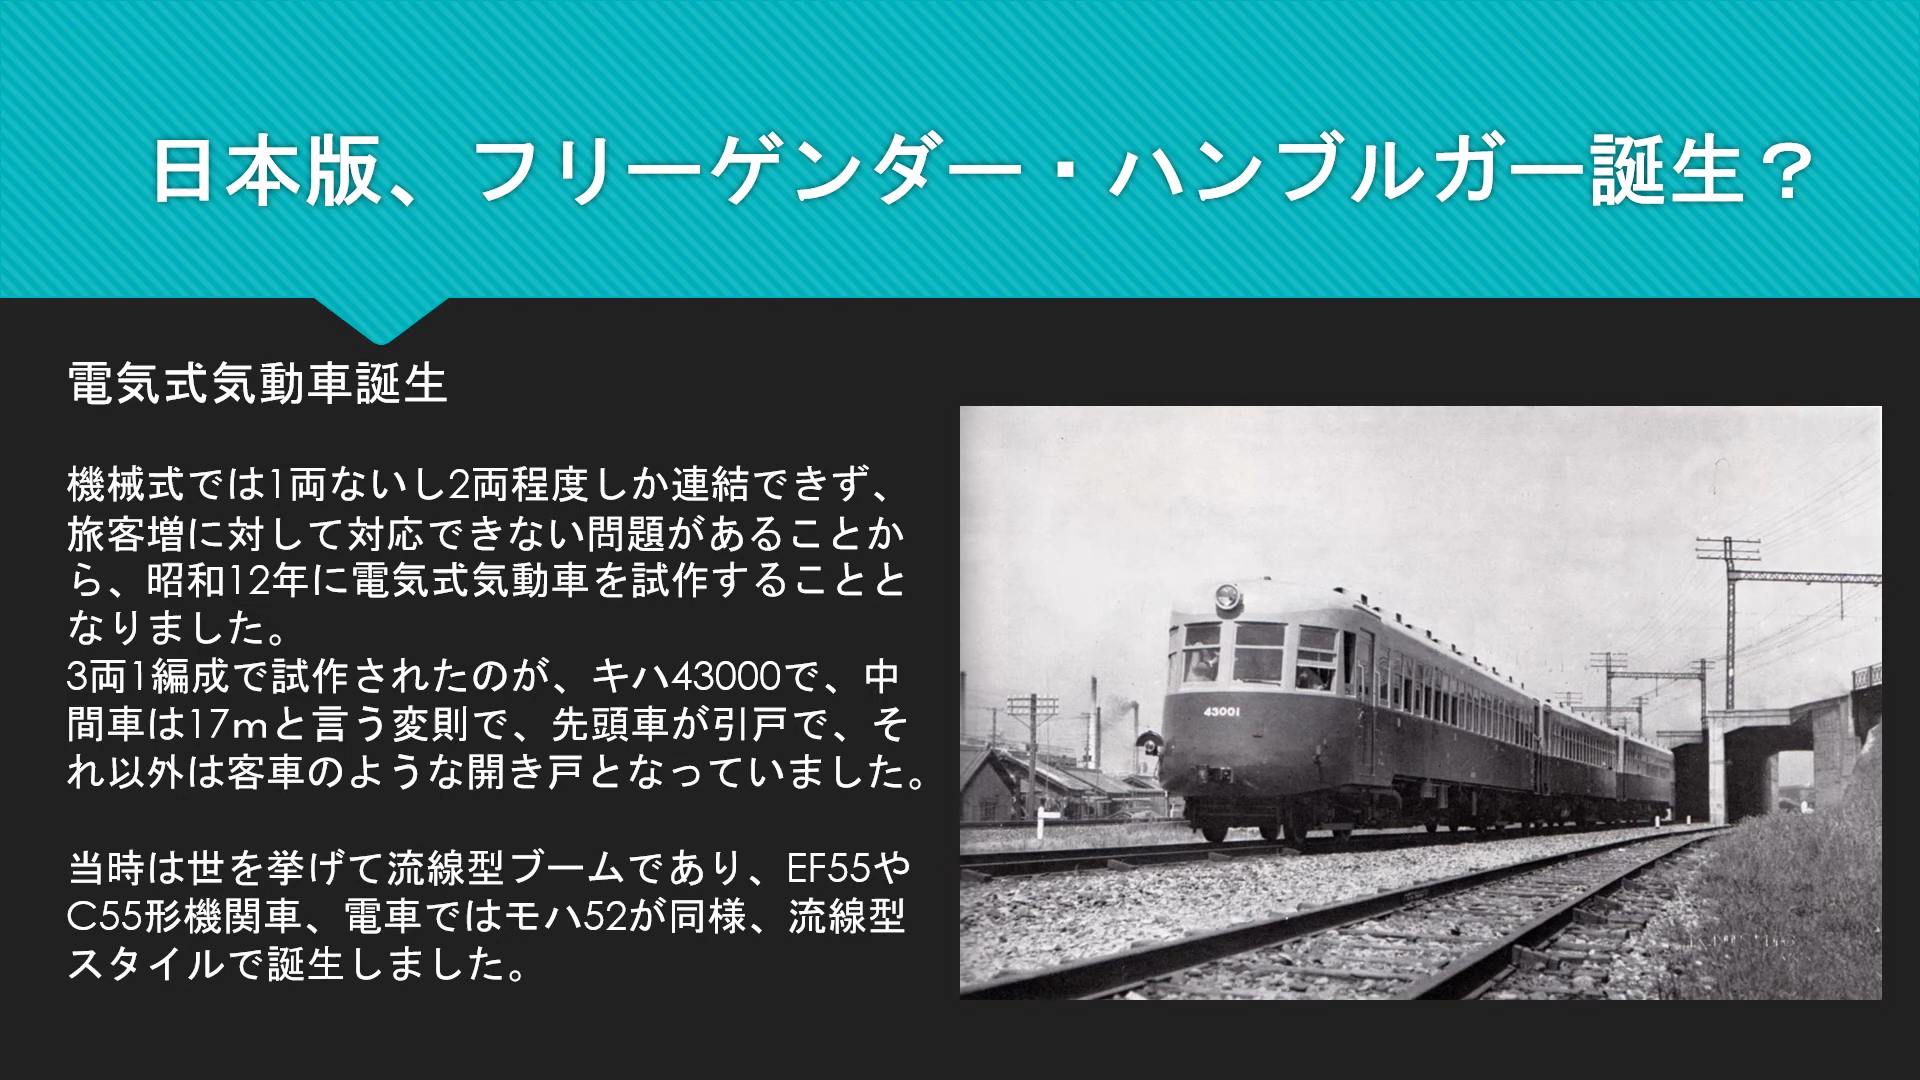 日本版、フリーゲンダー・ハンブルガー誕生？
電気式気動車誕生
機械式では1両ないし2両程度しか連結できず、
旅客増に対して対応できない問題があることか
ら、昭和12年に電気式気動車を試作することと
なりました。
3両1編成で試作されたのが、キハ43000で、中
間車は17ｍと言う変則で、先頭車が引戸で、そ
れ以外は客車のような開き戸となっていました。
当時は世を挙げて流線型ブームであり、EF55や
C55形機関車、電車ではモハ52が同様、流線型
スタイルで誕生しました。
43001